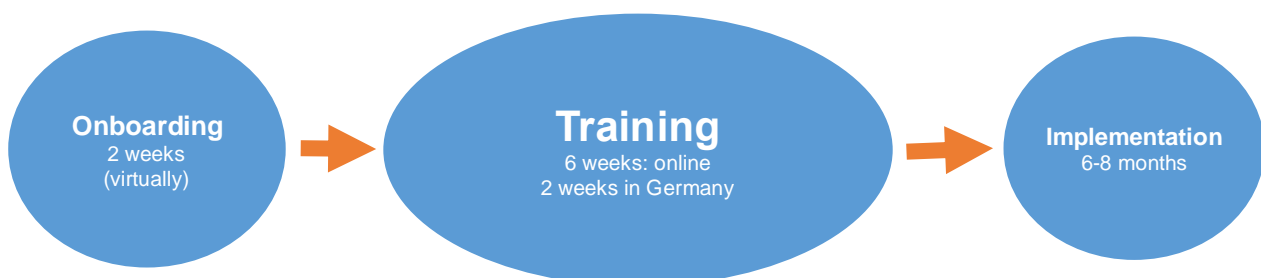 Onboarding
2 weeks
(virtually)
Training
6 weeks: online
2 weeks in Germany
Implementation
6-8 months